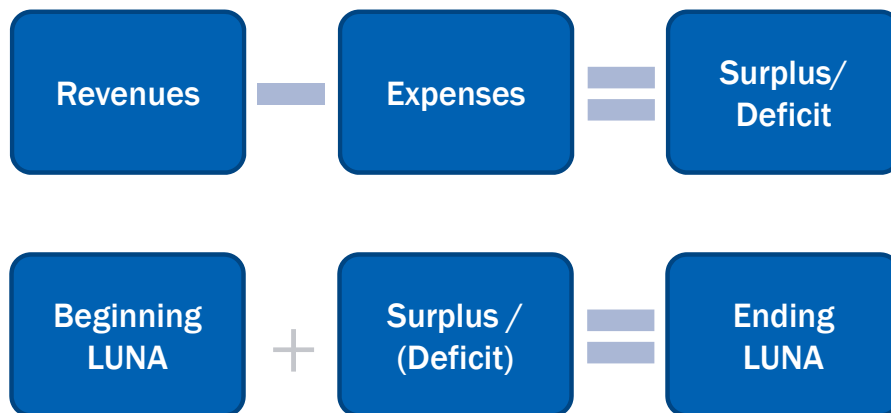 Revenues
Expenses
Surplus/
Deficit
Beginning
LUNA
+
Surplus /
(Deficit)
Ending
LUNA